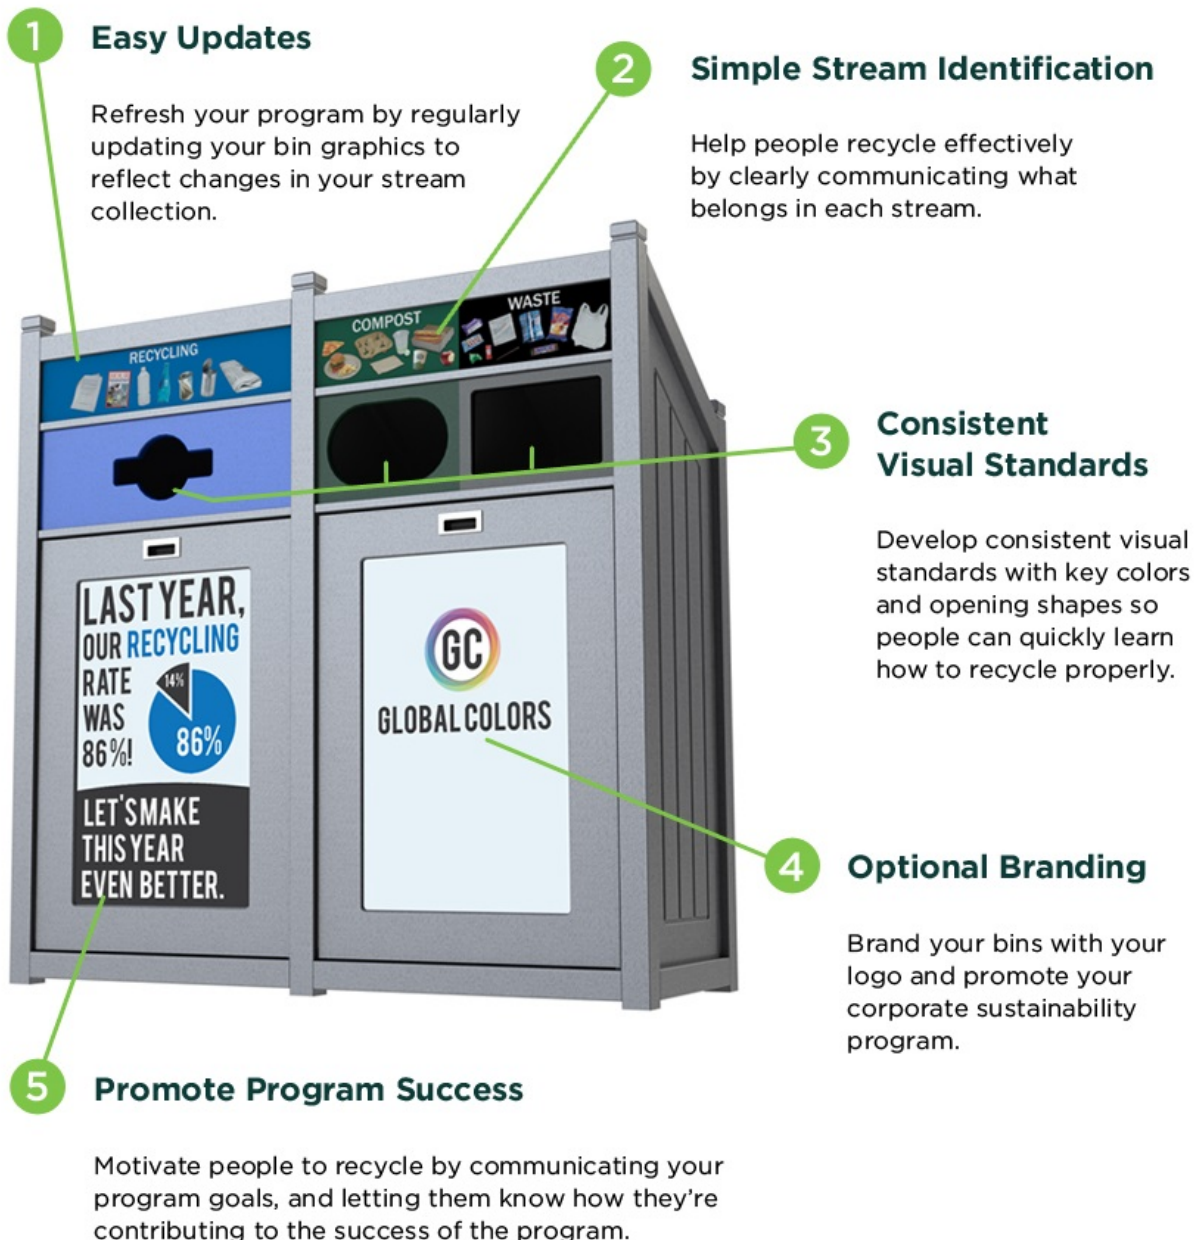 1
Easy Updates
Refresh your program by regularly
updating your bin graphics to
reflect changes in your stream
collection.
2
Simple Stream Identification
Help people recycle effectively
by clearly communicating what
belongs in each stream.
RECYCLING
COMPOST
WASTE
3
Consistent
Visual Standards
Develop consistent visual
standards with key colors
and opening shapes so
people can quickly learn
how to recycle properly.
LAST YEAR,
OUR RECYCLING
RATE
WAS
86%!
14%
86%
LET'S MAKE
THIS YEAR
EVEN BETTER.
GC
GLOBAL COLORS
4
Optional Branding
Brand your bins with your
logo and promote your
corporate sustainability
program.
5
Promote Program Success
Motivate people to recycle by communicating your
program goals, and letting them know how they're
contributing to the success of the program.